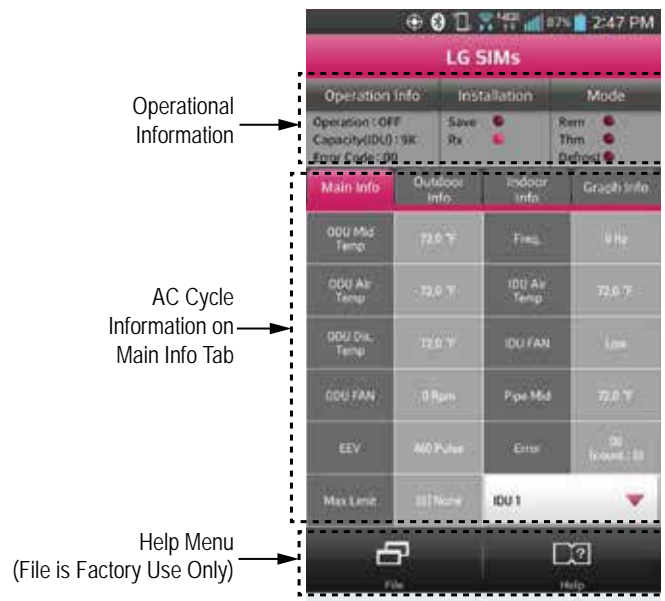 87% 2:47 PM
LG SIMs
Operation Info Installation Mode
Operational
Information
Operation : OFF Save Rem
Capacity(IDU) : 9K Rx Thm
Error Code : 00 Defrost
Main Info Outdoor Info Indoor Info Graph Info
ODU Mid Temp 72.0 °F Freq. 0 Hz
AC Cycle
Information on
Main Info Tab
ODU Air Temp 72.0 °F IDU Air Temp 72.0 °F
ODU Dis. Temp 72.0 °F IDU FAN Low
ODU FAN 0 Rpm Pipe Mid 72.0 °F
EEV Pulse Error 00
Max Limit None IDU 1
Help Menu
(File is Factory Use Only)
File Help